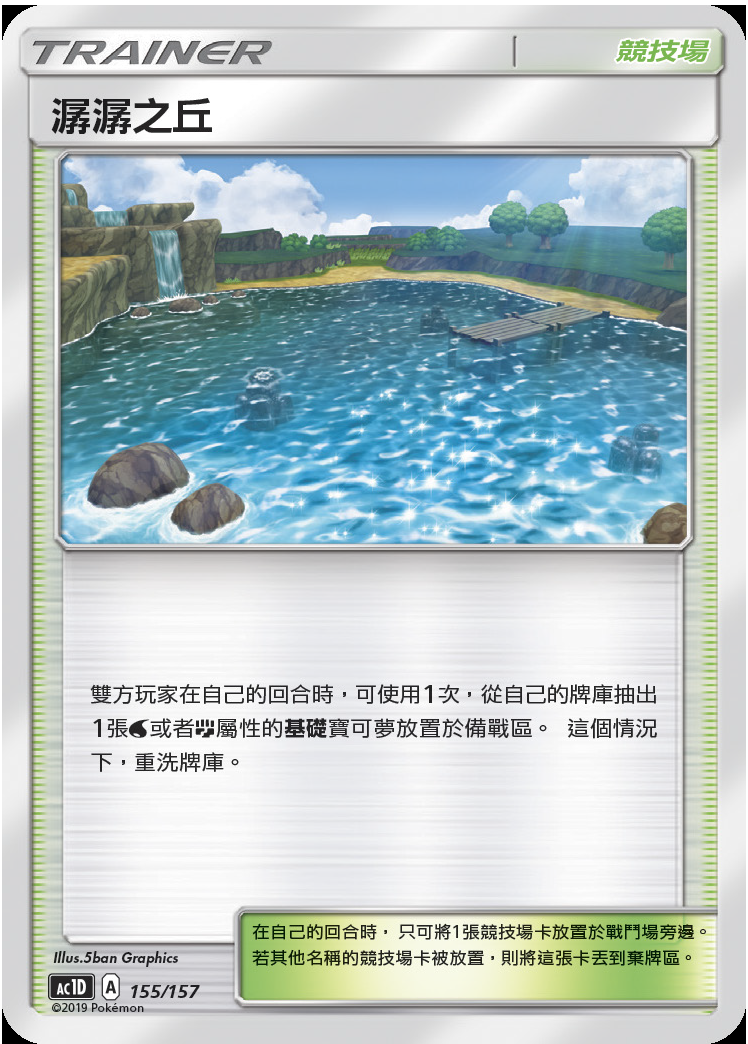 TRAINER
競技場
潺潺之丘
雙方玩家在自己的回合時，可使用1次，從自己的牌庫抽出
1張或者屬性的基礎寶可夢放置於備戰區。 這個情況
下，重洗牌庫。
在自己的回合時， 只可將1張競技場卡放置於戰鬥場旁邊。
若其他名稱的競技場卡被放置，則將這張卡丟到棄牌區。
Illus.5ban Graphics
AC1D A 155/157
©2019 Pokémon